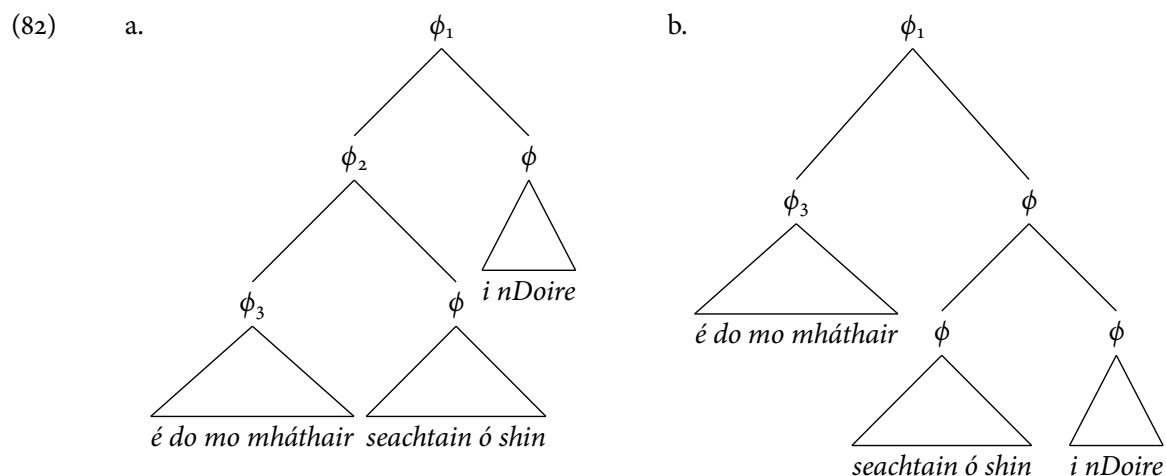 (82) a. ϕ₁ b. ϕ₁
ϕ₂ ϕ
ϕ₃ ϕ
i nDoire
ϕ₃ ϕ
é do mo mháthair ϕ ϕ
é do mo mháthair seachtain ó shin
seachtain ó shin i nDoire